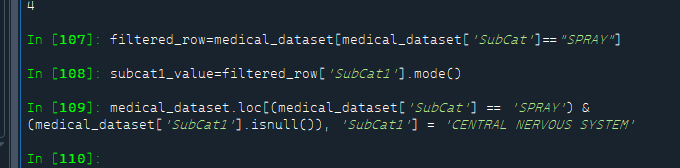 4
In [107]: filtered_row=medical_dataset[medical_dataset['SubCat']=="SPRAY"]
In [108]: subcat1_value=filtered_row['SubCat1'].mode()
In [109]: medical_dataset.loc[(medical_dataset['SubCat'] == 'SPRAY') &
(medical_dataset['SubCat1'].isnull()), 'SubCat1'] = 'CENTRAL NERVOUS SYSTEM'
In [110]: